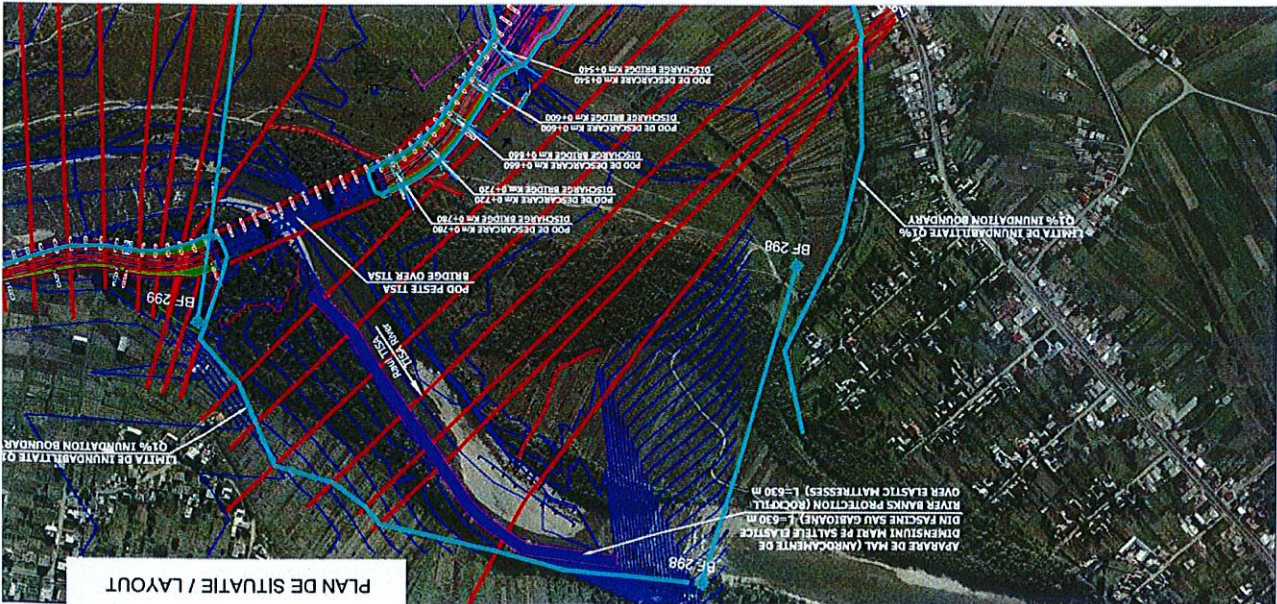 PLAN DE SITUATIE / LAYOUT
BF 298
APARARE DE MAL (ANROCAMENTE DE
DIMENSIUNI MARI PE SALTELE ELASTICE
DIN FASCINE SAU GABIOANE) L=630 m
RIVER BANKS PROTECTION (ROCKFILL
OVER ELASTIC MATTRESSES) L=630 m
LIMITA DE INUNDABILITATE Q1
Q1% INUNDATION BOUNDARY
Raul TISA
TISA River
BF 299
BF 298
POD PESTE TISA
BRIDGE OVER TISA
LIMITA DE INUNDABILITATE Q1%
Q1% INUNDATION BOUNDARY
POD DE DESCARCARE Km 0+780
DISCHARGE BRIDGE Km 0+780
POD DE DESCARCARE Km 0+720
DISCHARGE BRIDGE Km 0+720
POD DE DESCARCARE Km 0+660
DISCHARGE BRIDGE Km 0+660
POD DE DESCARCARE Km 0+600
DISCHARGE BRIDGE Km 0+600
POD DE DESCARCARE Km 0+540
DISCHARGE BRIDGE Km 0+540